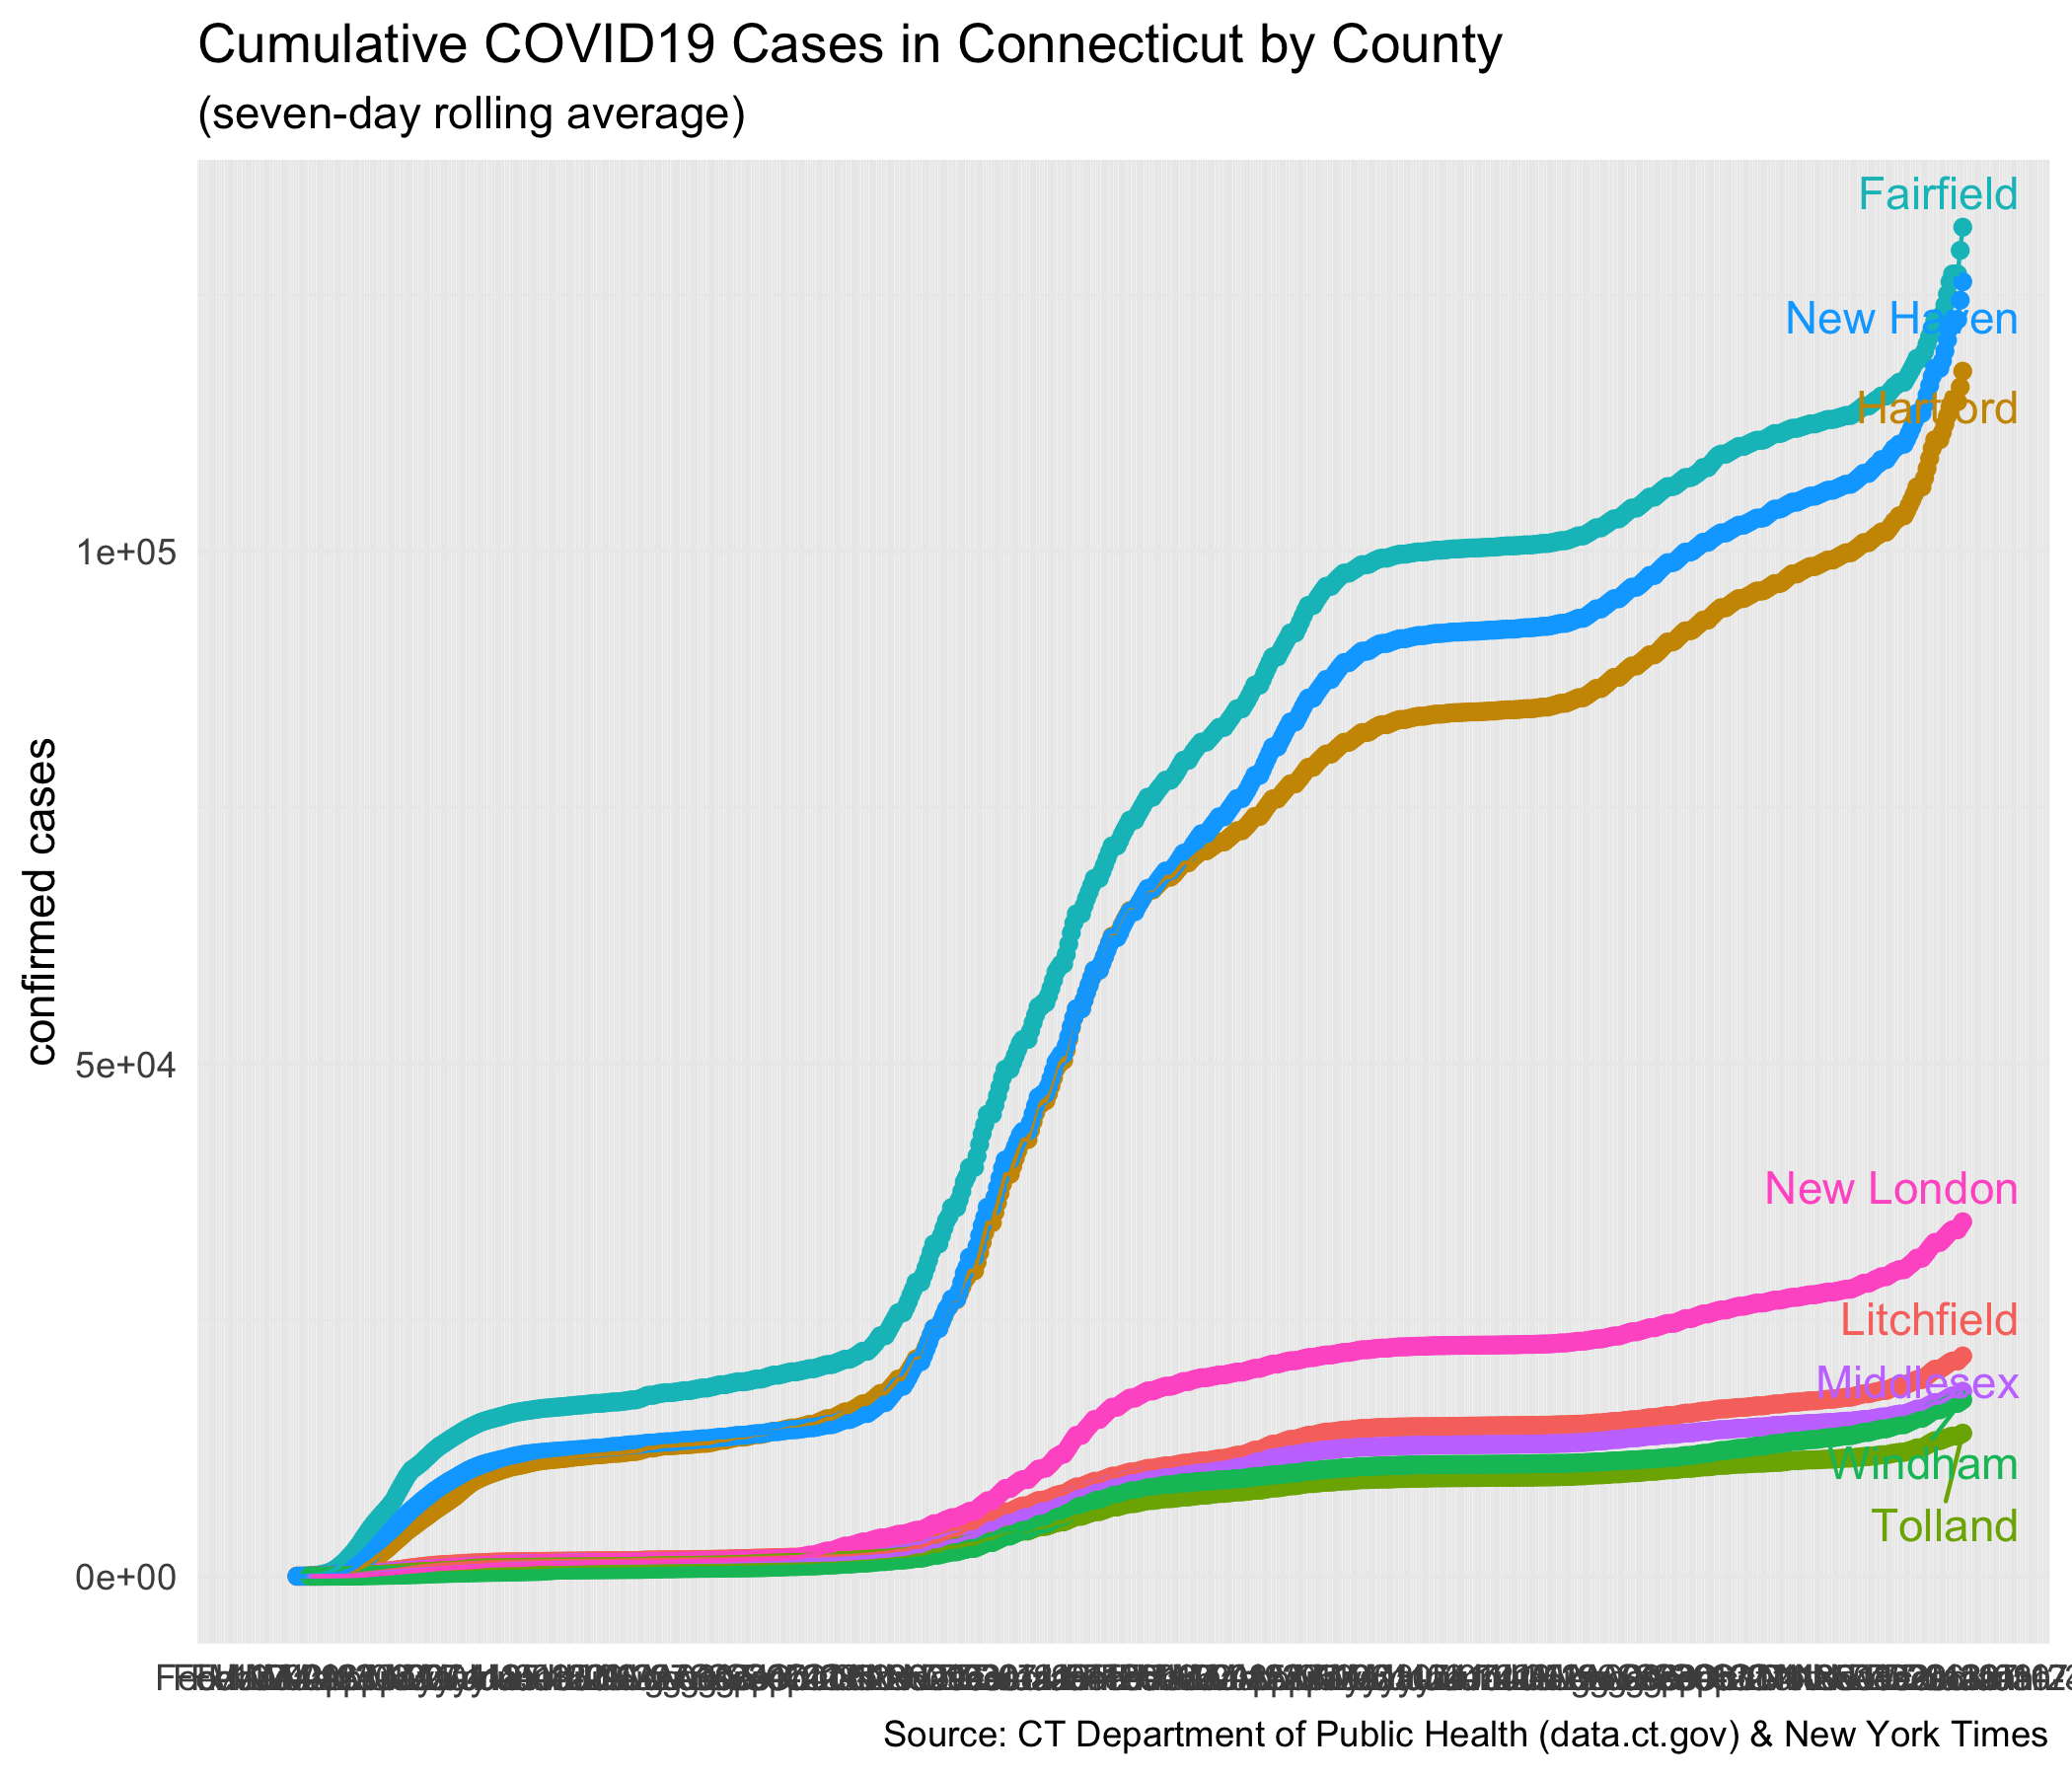 Cumulative COVID19 Cases in Connecticut by County
(seven-day rolling average)
Fairfield
New Haven
Hartford
1e+05
confirmed cases
5e+04
New London
Litchfield
Middlesex
Windham
Tolland
0e+00
Source: CT Department of Public Health (data.ct.gov) & New York Times